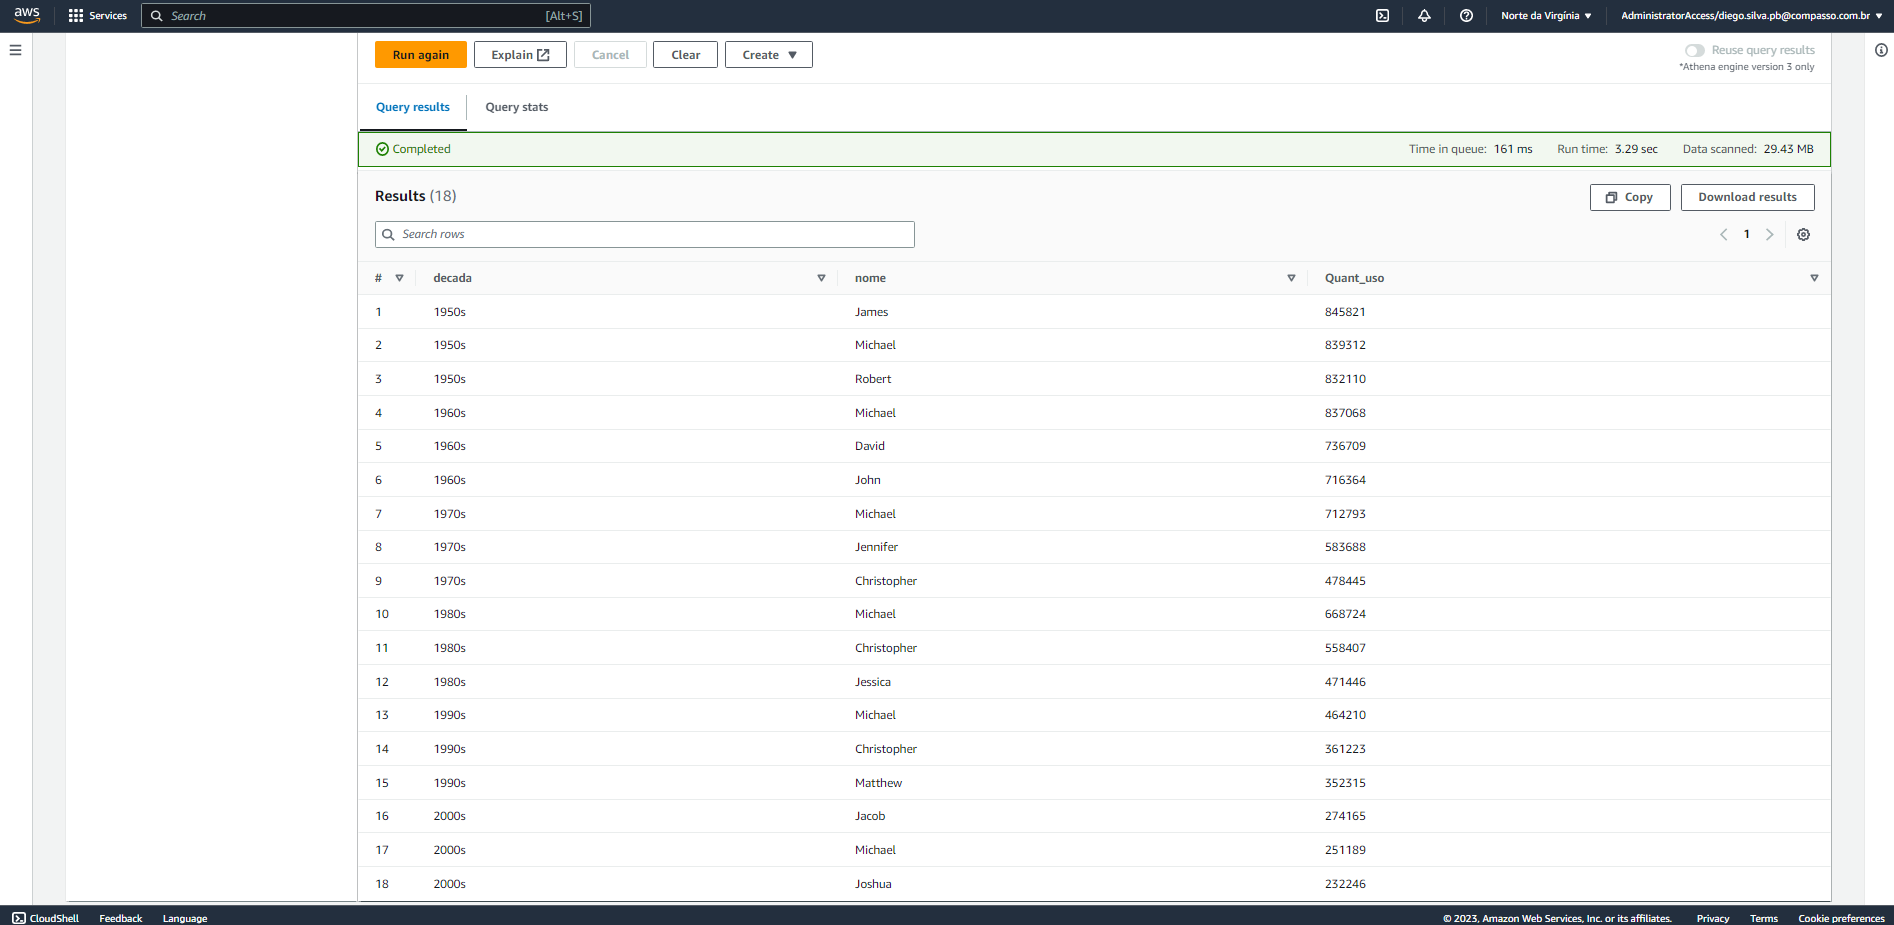 aws Services Search [Alt+S] Norte da Virgínia AdministratorAccess/diego.silva.pb@compasso.com.br
Run again Explain Cancel Clear Create Reuse query results
*Athena engine version 3 only
Query results Query stats
Completed Time in queue: 161 ms Run time: 3.29 sec Data scanned: 29.43 MB
Results (18) Copy Download results
Search rows 1
# decada nome Quant_uso
1 1950s James 845821
2 1950s Michael 839312
3 1950s Robert 832110
4 1960s Michael 837068
5 1960s David 736709
6 1960s John 716364
7 1970s Michael 712793
8 1970s Jennifer 583688
9 1970s Christopher 478445
10 1980s Michael 668724
11 1980s Christopher 558407
12 1980s Jessica 471446
13 1990s Michael 464210
14 1990s Christopher 361223
15 1990s Matthew 352315
16 2000s Jacob 274165
17 2000s Michael 251189
18 2000s Joshua 232246
CloudShell Feedback Language © 2023, Amazon Web Services, Inc. or its affiliates. Privacy Terms Cookie preferences